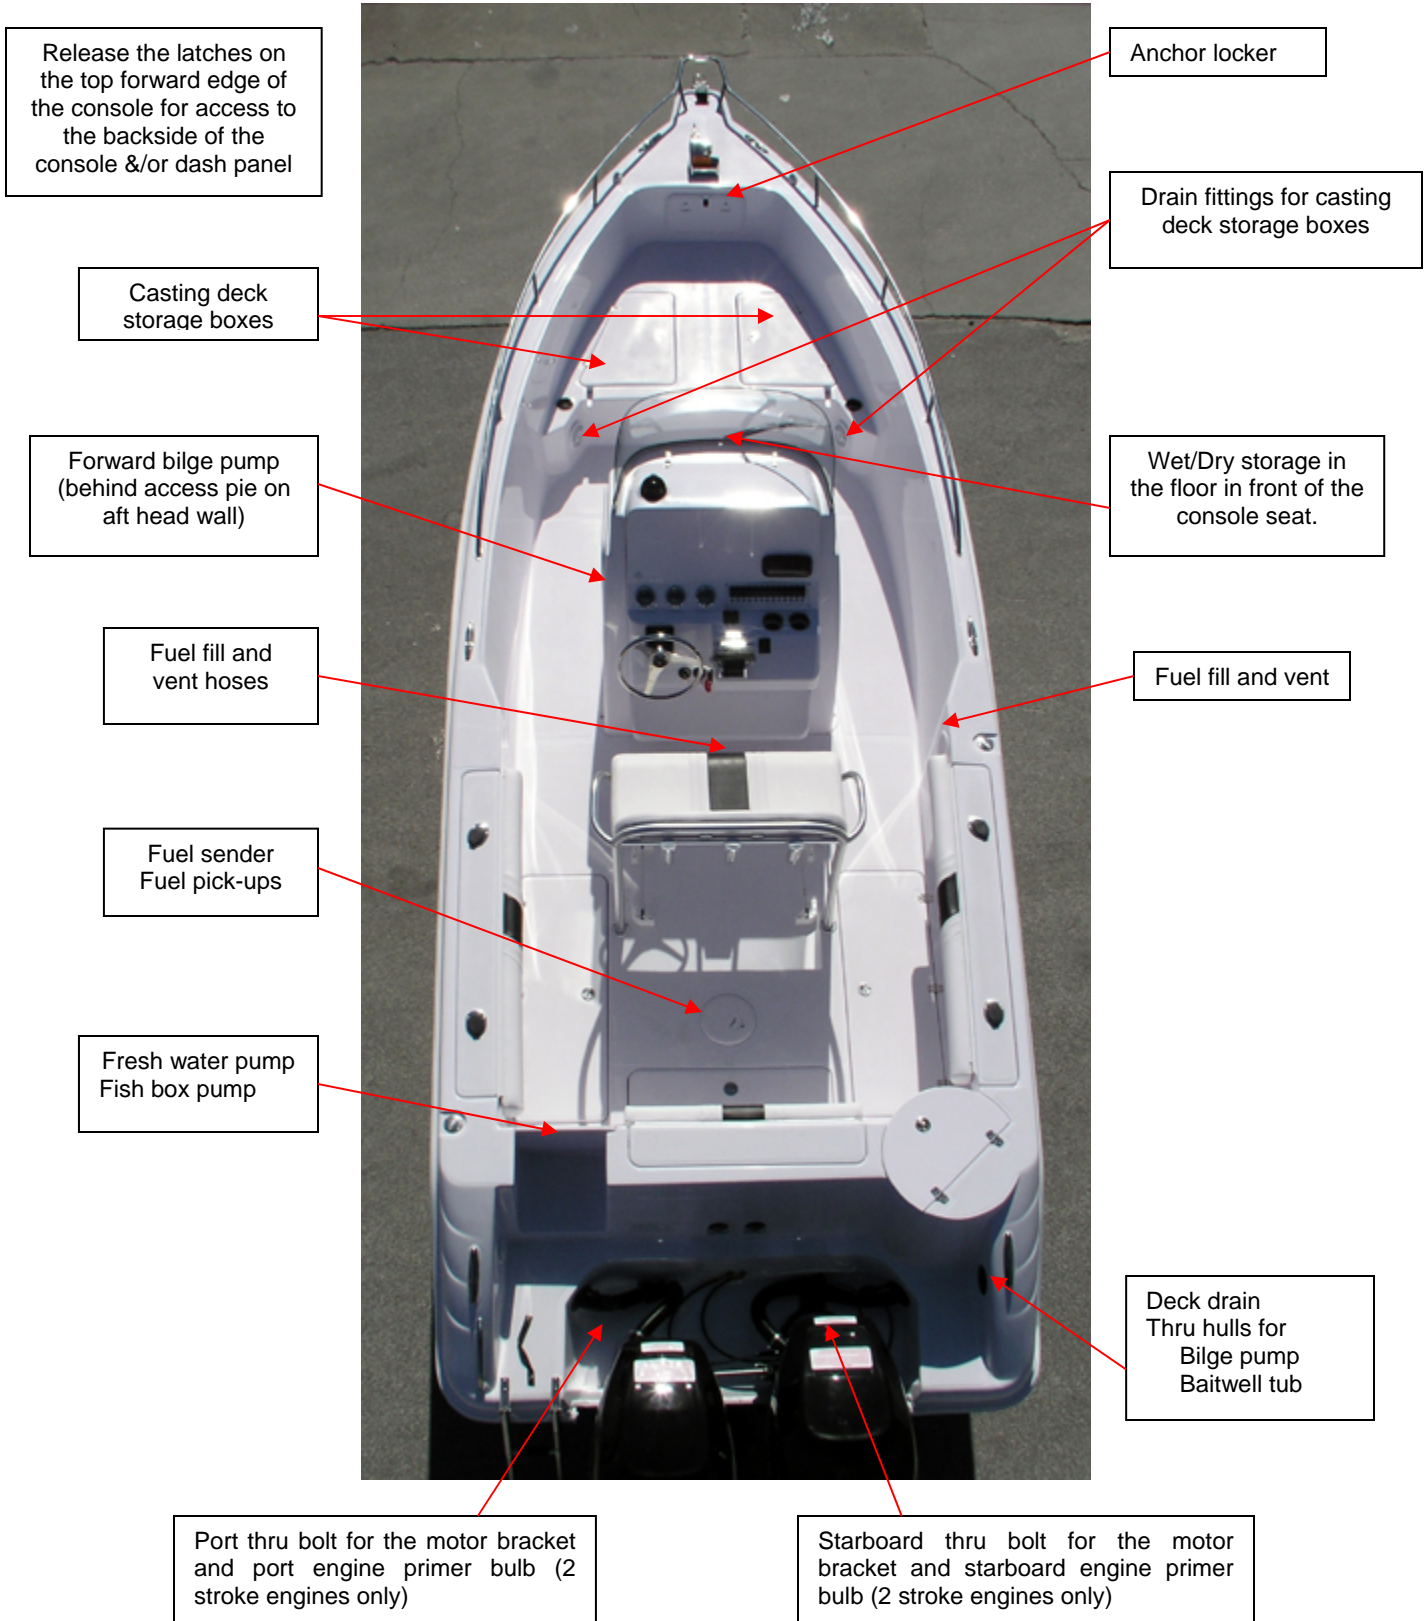 Release the latches on
the top forward edge of
the console for access to
the backside of the
console &/or dash panel
Anchor locker
Drain fittings for casting
deck storage boxes
Casting deck
storage boxes
Forward bilge pump
(behind access pie on
aft head wall)
Wet/Dry storage in
the floor in front of the
console seat.
Fuel fill and
vent hoses
Fuel fill and vent
Fuel sender
Fuel pick-ups
Fresh water pump
Fish box pump
Deck drain
Thru hulls for
Bilge pump
Baitwell tub
Port thru bolt for the motor bracket
and port engine primer bulb (2
stroke engines only)
Starboard thru bolt for the motor
bracket and starboard engine primer
bulb (2 stroke engines only)